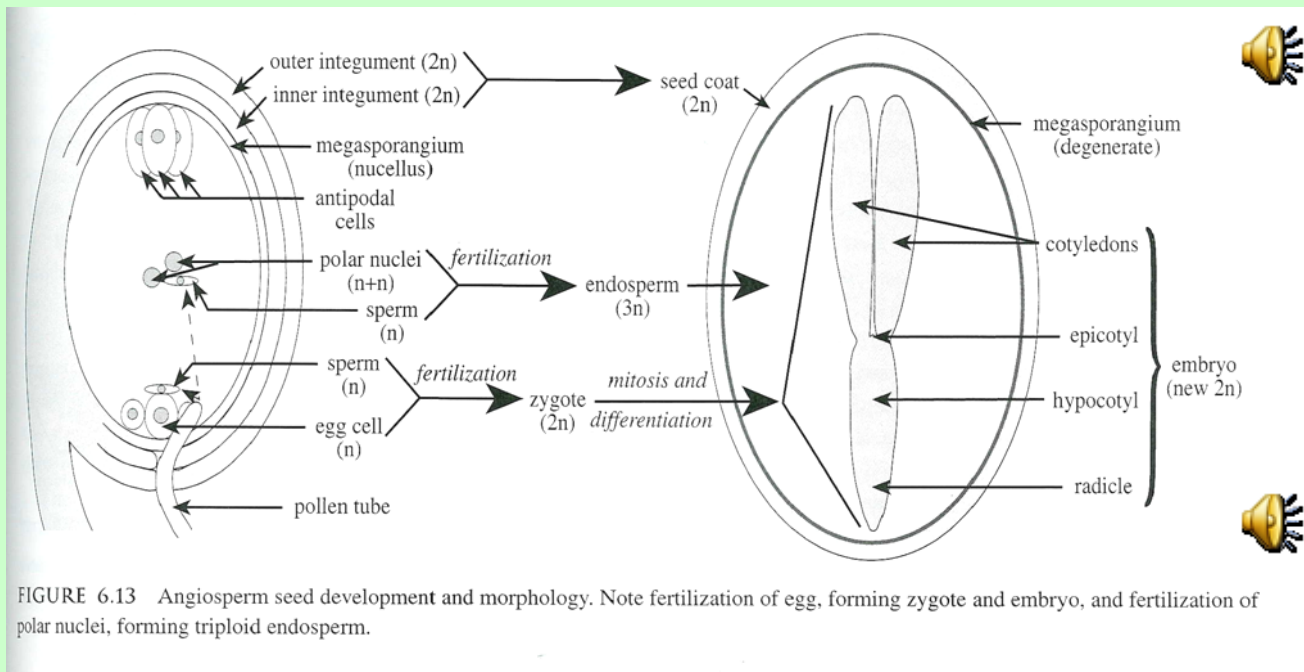 outer integument (2n)
inner integument (2n)
megasporangium
(nucellus)
antipodal
cells
polar nuclei
(n+n)
sperm
(n)
fertilization
endosperm
(3n)
sperm
(n)
egg cell
(n)
fertilization
zygote
(2n)
mitosis and
differentiation
pollen tube
seed coat
(2n)
megasporangium
(degenerate)
cotyledons
epicotyl
hypocotyl
radicle
embryo
(new 2n)
FIGURE 6.13 Angiosperm seed development and morphology. Note fertilization of egg, forming zygote and embryo, and fertilization of
polar nuclei, forming triploid endosperm.